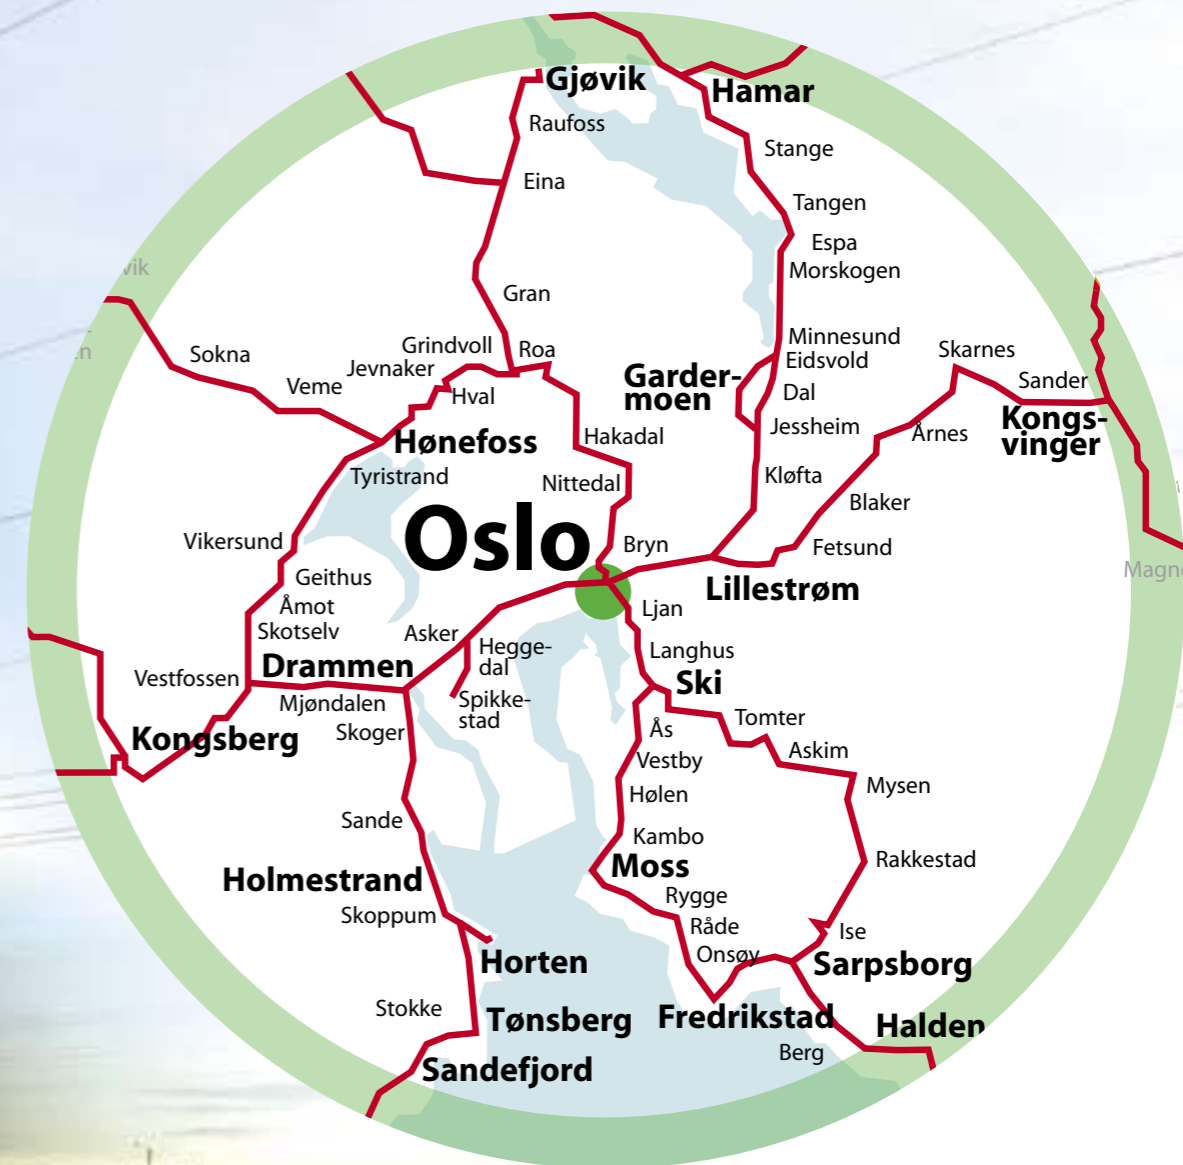 Gjøvik
Hamar
Raufoss
Stange
Eina
Tangen
Espa
vik
Morskogen
Gran
Minnesund
Grindvoll
Roa
Sokna
Jevnaker
Eidsvold
Skarnes
Veme
Hval
Garder-
moen
Dal
Sander
Kongs-
vinger
Jessheim
Årnes
Hønefoss
Hakadal
Tyristrand
Nittedal
Kløfta
Blaker
Oslo
Vikersund
Bryn
Fetsund
Geithus
Lillestrøm
Magn
Åmot
Ljan
Skotselv
Asker
Hegge-
dal
Langhus
Drammen
Vestfossen
Ski
Mjøndalen
Spikke-
stad
Skoger
Ås
Tomter
Kongsberg
Vestby
Askim
Hølen
Mysen
Sande
Kambo
Moss
Rakkestad
Holmestrand
Rygge
Skoppum
Råde
Ise
Onsøy
Horten
Sarpsborg
Stokke
Tønsberg
Fredrikstad
Halden
Berg
Sandefjord